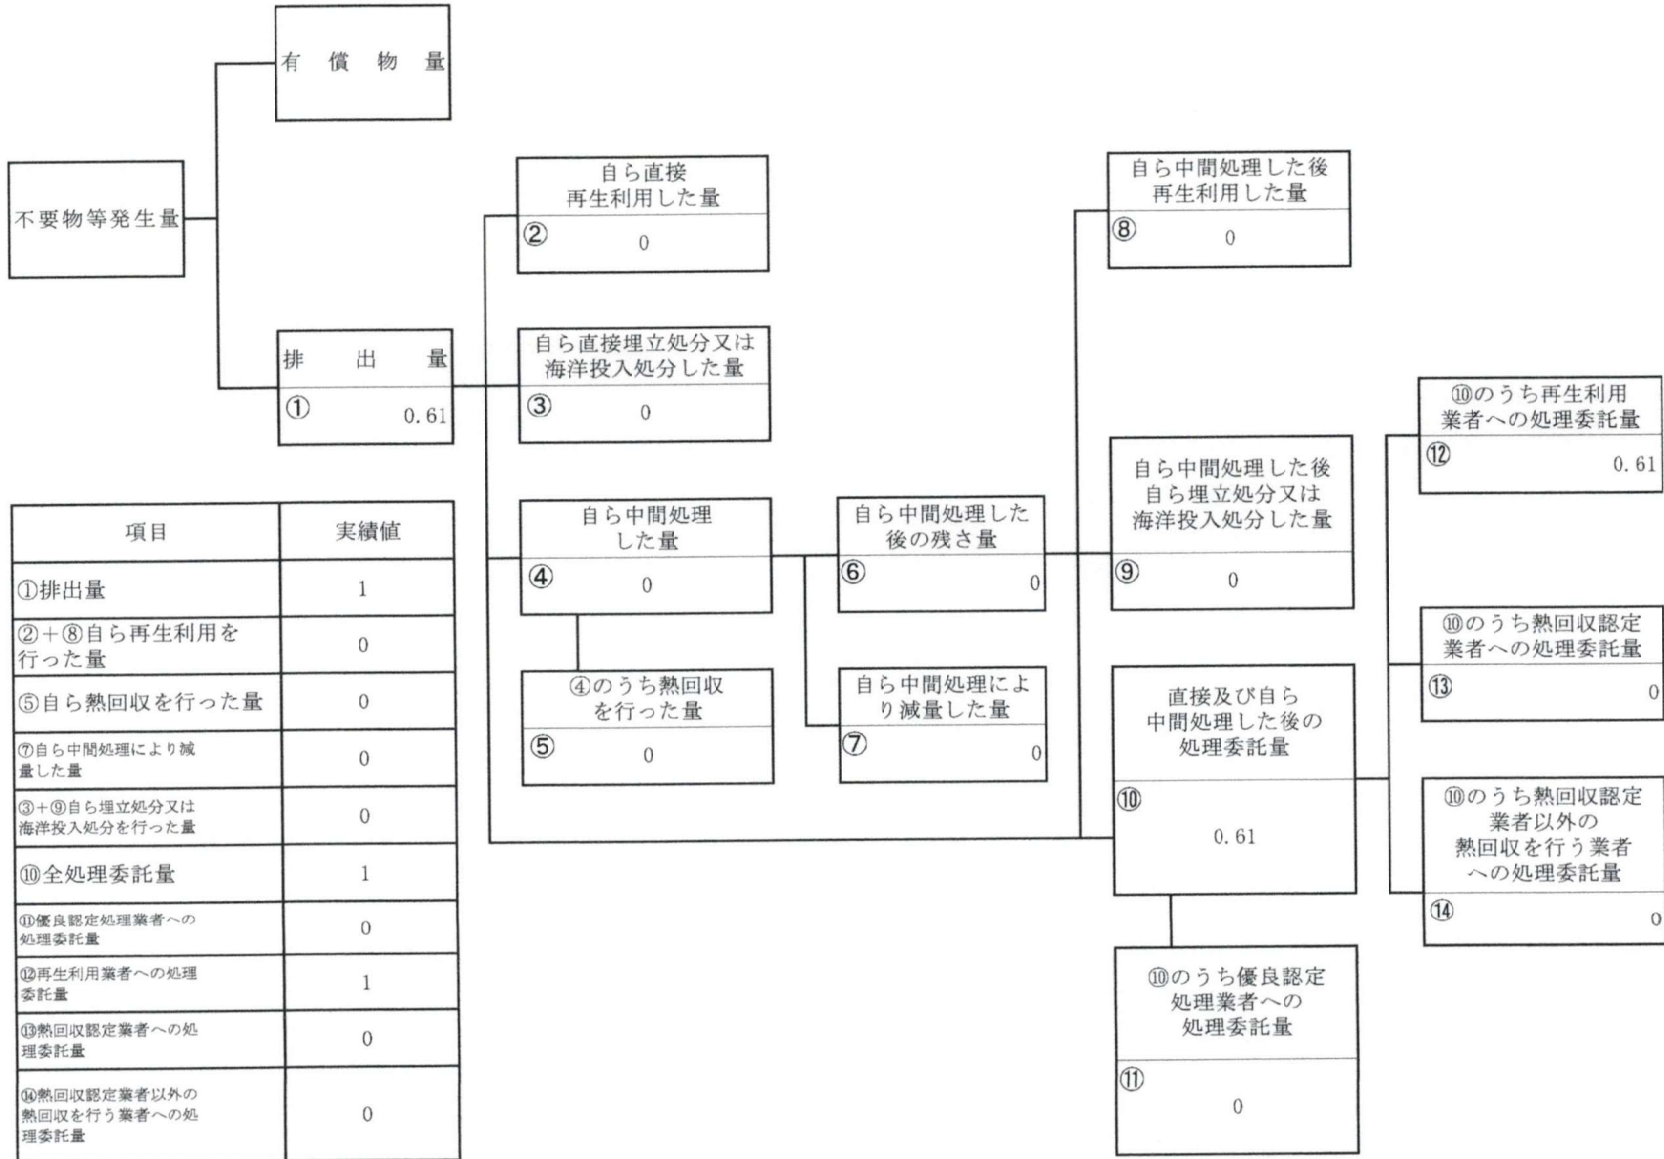 有償物量
不要物等発生量
排出量
①
0.61
自ら直接
再生利用した量
②
0
自ら直接埋立処分又は
海洋投入処分した量
③
0
自ら中間処理
した量
④
0
④のうち熱回収
を行った量
⑤
0
自ら中間処理した
後の残さ量
⑥
0
自ら中間処理によ
り減量した量
⑦
0
自ら中間処理した後
再生利用した量
⑧
0
自ら中間処理した後
自ら埋立処分又は
海洋投入処分した量
⑨
0
直接及び自ら
中間処理した後の
処理委託量
⑩
0.61
⑩のうち優良認定
処理業者への
処理委託量
⑪
0
⑩のうち再生利用
業者への処理委託量
⑫
0.61
⑩のうち熱回収認定
業者への処理委託量
⑬
0
⑩のうち熱回収認定
業者以外の
熱回収を行う業者
への処理委託量
⑭
0
項目 実績値
①排出量 1
②+⑧自ら再生利用を
行った量 0
⑤自ら熱回収を行った量 0
⑦自ら中間処理により減
量した量 0
③+⑨自ら埋立処分又は
海洋投入処分を行った量 0
⑩全処理委託量 1
⑪優良認定処理業者への
処理委託量 0
⑫再生利用業者への処理
委託量 1
⑬熱回収認定業者への処
理委託量 0
⑭熱回収認定業者以外の
熱回収を行う業者への処
理委託量 0